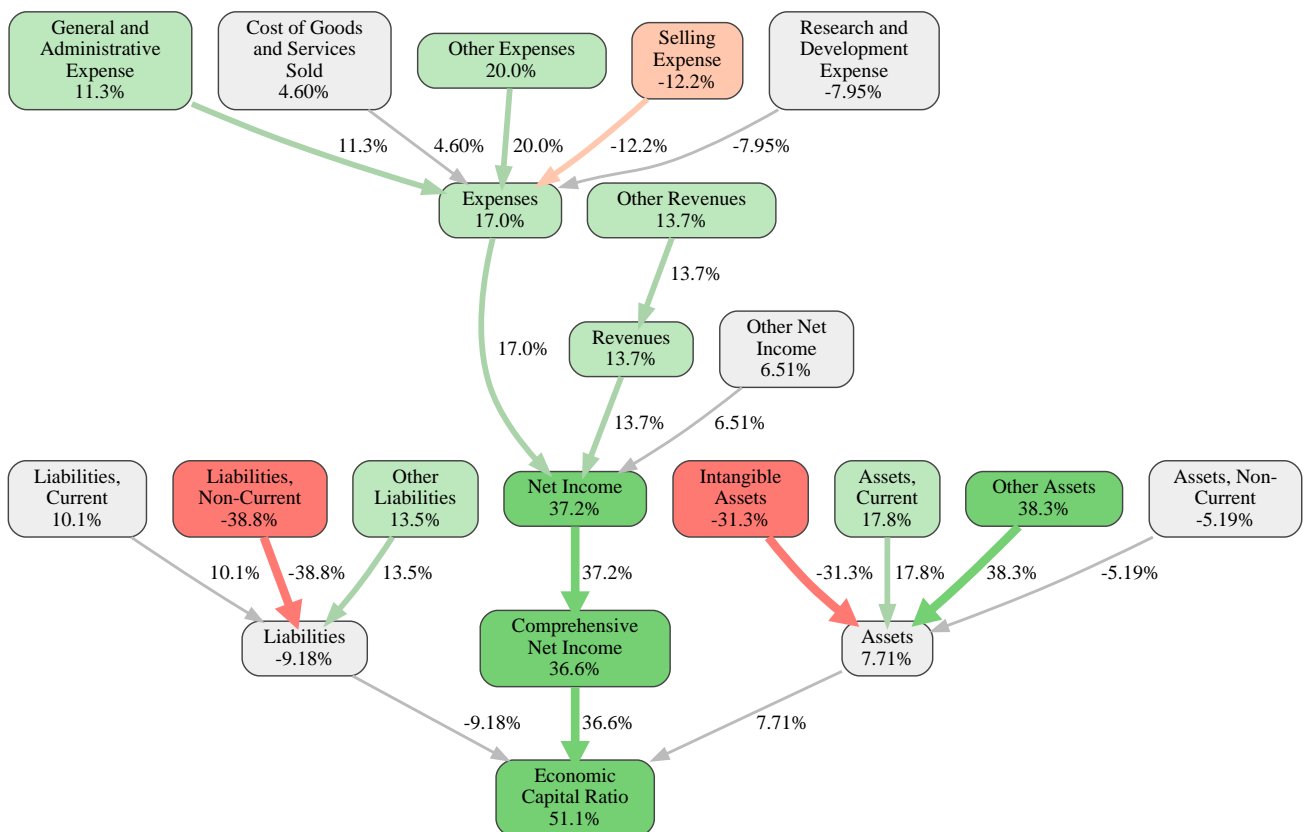 General and
Administrative
Expense
11.3%
Cost of Goods
and Services
Sold
4.60%
Other Expenses
20.0%
Selling
Expense
-12.2%
Research and
Development
Expense
-7.95%
11.3%
4.60%
20.0%
-12.2%
-7.95%
Expenses
17.0%
Other Revenues
13.7%
13.7%
17.0%
Revenues
13.7%
Other Net
Income
6.51%
13.7%
6.51%
Liabilities,
Current
10.1%
Liabilities,
Non-Current
-38.8%
Other
Liabilities
13.5%
Net Income
37.2%
Intangible
Assets
-31.3%
Assets,
Current
17.8%
Other Assets
38.3%
Assets, Non-
Current
-5.19%
10.1%
-38.8%
13.5%
37.2%
-31.3%
17.8%
38.3%
-5.19%
Liabilities
-9.18%
Comprehensive
Net Income
36.6%
Assets
7.71%
-9.18%
36.6%
7.71%
Economic
Capital Ratio
51.1%